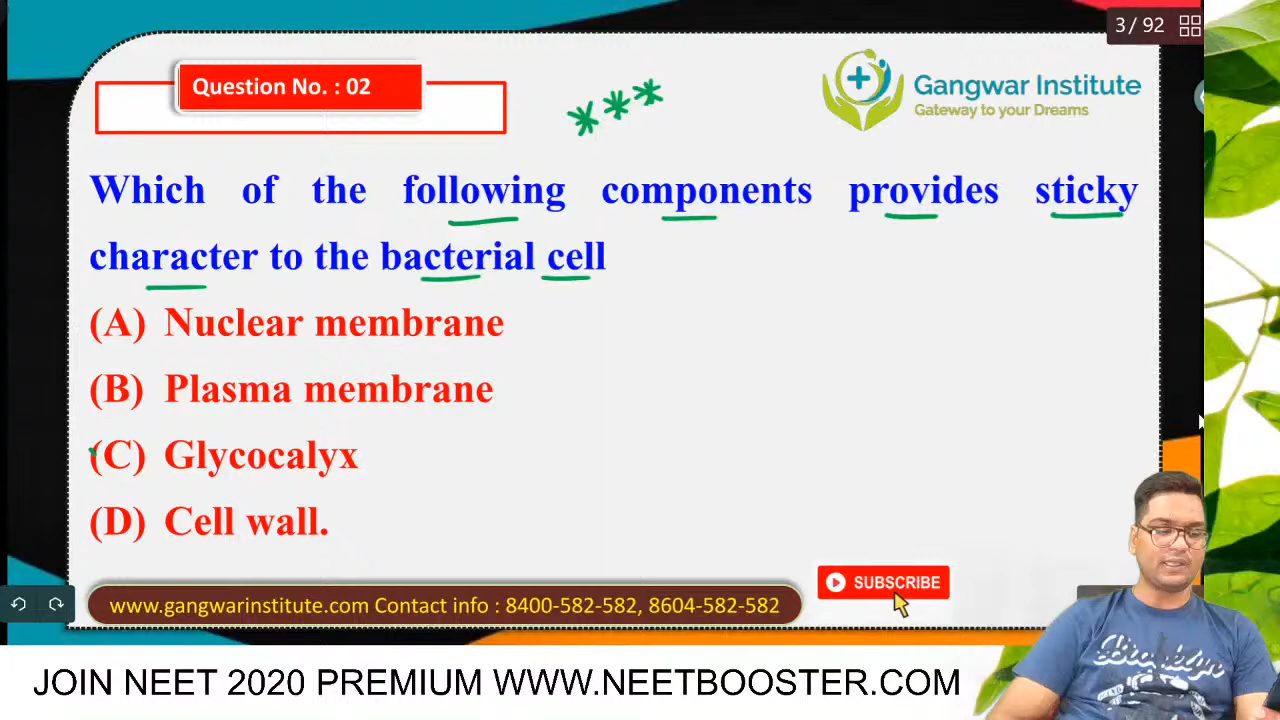 3 / 92
Question No. : 02
Gangwar Institute
Gateway to your Dreams
Which of the following components provides sticky
character to the bacterial cell
(A) Nuclear membrane
(B) Plasma membrane
(C) Glycocalyx
(D) Cell wall.
www.gangwarinstitute.com Contact info : 8400-582-582, 8604-582-582
SUBSCRIBE
Brooklyn
JOIN NEET 2020 PREMIUM WWW.NEETBOOSTER.COM